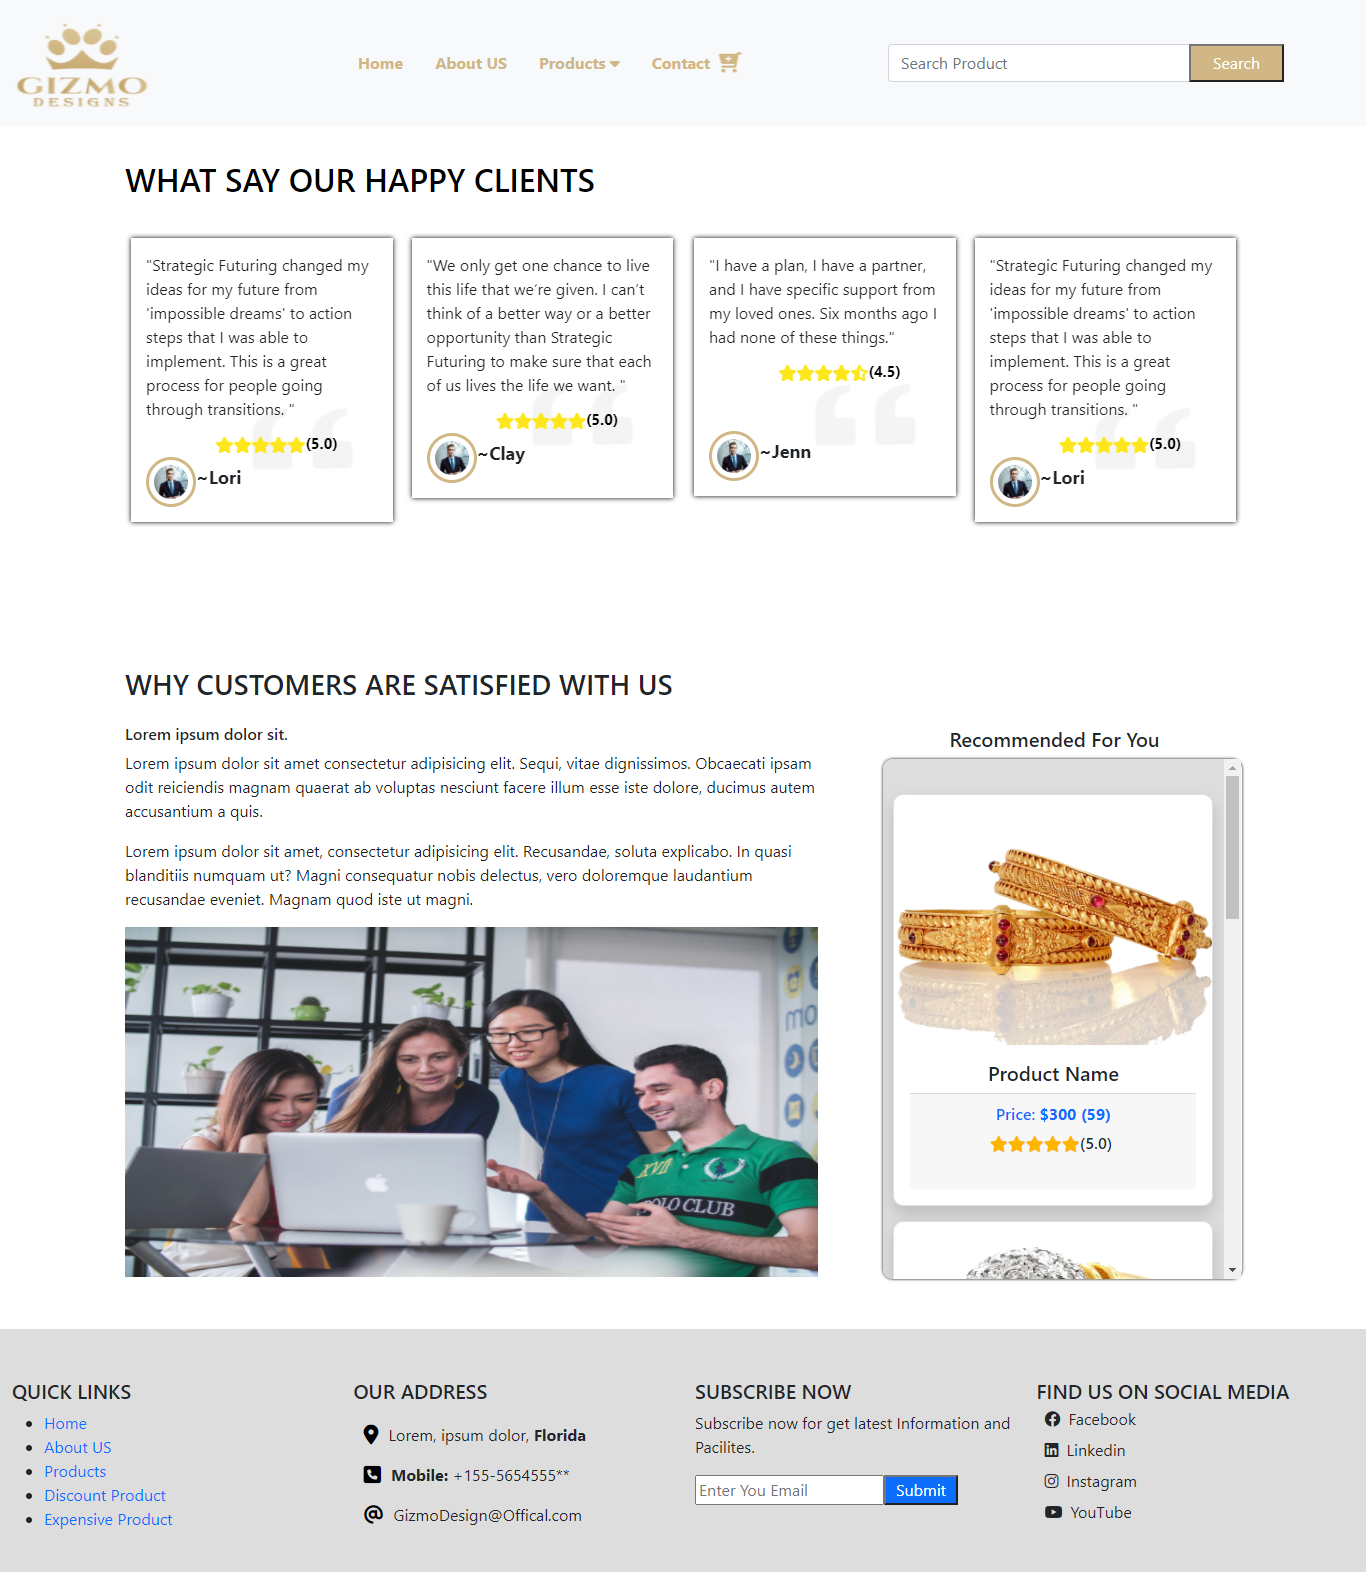 GIZMO
DESIGNS
Home
About US
Products
Contact
Search Product
Search
WHAT SAY OUR HAPPY CLIENTS
"Strategic Futuring changed my
ideas for my future from
'impossible dreams' to action
steps that I was able to
implement. This is a great
process for people going
through transitions. "
(5.0)
~Lori
"We only get one chance to live
this life that we're given. I can't
think of a better way or a better
opportunity than Strategic
Futuring to make sure that each
of us lives the life we want. "
(5.0)
~Clay
"I have a plan, I have a partner,
and I have specific support from
my loved ones. Six months ago I
had none of these things."
(4.5)
~Jenn
"Strategic Futuring changed my
ideas for my future from
'impossible dreams' to action
steps that I was able to
implement. This is a great
process for people going
through transitions. "
(5.0)
~Lori
WHY CUSTOMERS ARE SATISFIED WITH US
Lorem ipsum dolor sit.
Lorem ipsum dolor sit amet consectetur adipisicing elit. Sequi, vitae dignissimos. Obcaecati ipsam
odit reiciendis magnam quaerat ab voluptas nesciunt facere illum esse iste dolore, ducimus autem
accusantium a quis.
Lorem ipsum dolor sit amet, consectetur adipisicing elit. Recusandae, soluta explicabo. In quasi
blanditiis numquam ut? Magni consequatur nobis delectus, vero doloremque laudantium
recusandae eveniet. Magnam quod iste ut magni.
XVII
POLO CLUB
Recommended For You
Product Name
Price: $300 (59)
(5.0)
QUICK LINKS
Home
About US
Products
Discount Product
Expensive Product
OUR ADDRESS
Lorem, ipsum dolor, Florida
Mobile: +155-5654555**
GizmoDesign@Offical.com
SUBSCRIBE NOW
Subscribe now for get latest Information and
Pacilites.
Enter You Email
Submit
FIND US ON SOCIAL MEDIA
Facebook
Linkedin
Instagram
YouTube